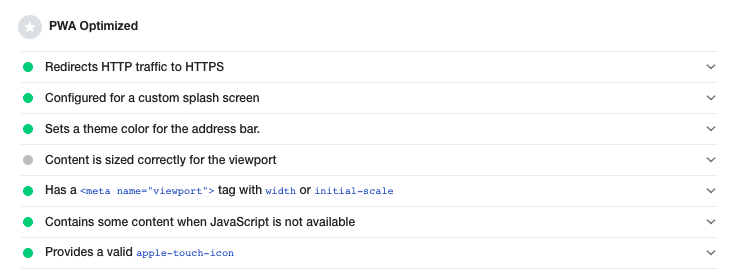 PWA Optimized
Redirects HTTP traffic to HTTPS
Configured for a custom splash screen
Sets a theme color for the address bar.
Content is sized correctly for the viewport
Has a <meta name="viewport"> tag with width or initial-scale
Contains some content when JavaScript is not available
Provides a valid apple-touch-icon